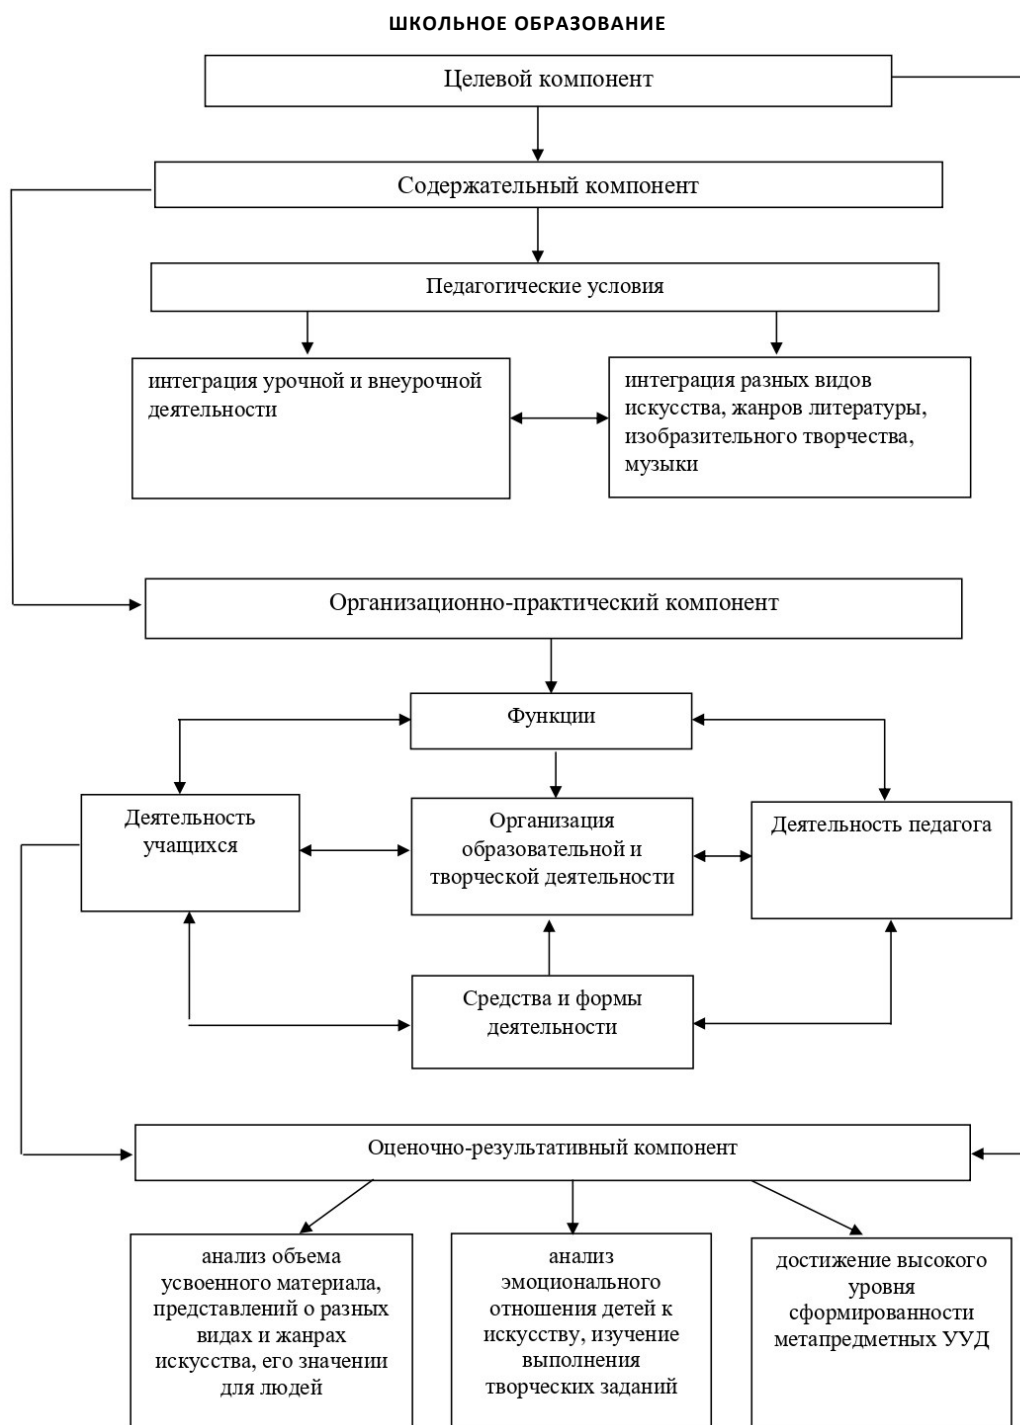 ШКОЛЬНОЕ ОБРАЗОВАНИЕ
Целевой компонент
Содержательный компонент
Педагогические условия
интеграция урочной и внеурочной
деятельности
интеграция разных видов
искусства, жанров литературы,
изобразительного творчества,
музыки
Организационно-практический компонент
Функции
Деятельность
учащихся
Организация
образовательной и
творческой деятельности
Деятельность педагога
Средства и формы
деятельности
Оценочно-результативный компонент
анализ объема
усвоенного материала,
представлений о разных
видах и жанрах
искусства, его значении
для людей
анализ
эмоционального
отношения детей к
искусству, изучение
выполнения
творческих заданий
достижение высокого
уровня
сформированности
метапредметных УУД